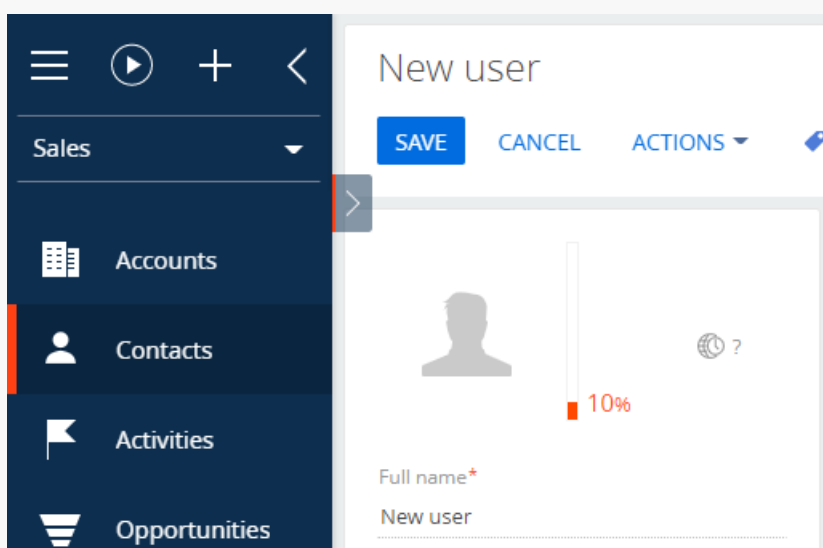 Sales
Accounts
Contacts
Activities
Opportunities
New user
SAVE CANCEL ACTIONS
10%
?
Full name*
New user